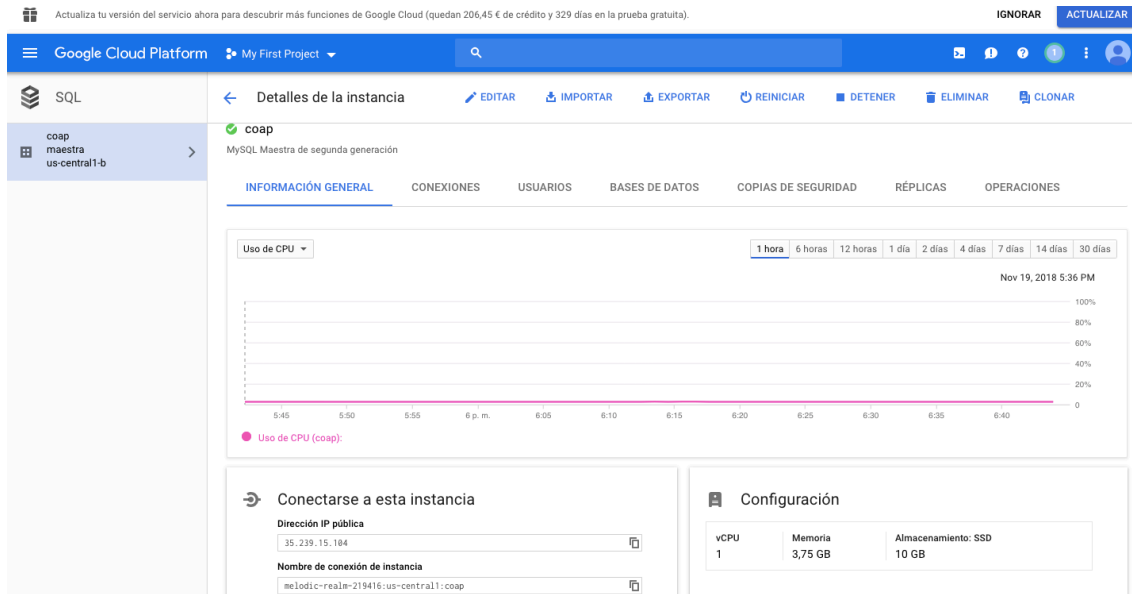 Actualiza tu versión del servicio ahora para descubrir más funciones de Google Cloud (quedan 206,45 € de crédito y 329 días en la prueba gratuita).
IGNORAR
ACTUALIZAR
Google Cloud Platform
My First Project
1
SQL
Detalles de la instancia
EDITAR
IMPORTAR
EXPORTAR
REINICIAR
DETENER
ELIMINAR
CLONAR
coap
maestra
us-central1-b
coap
MySQL Maestra de segunda generación
INFORMACIÓN GENERAL
CONEXIONES
USUARIOS
BASES DE DATOS
COPIAS DE SEGURIDAD
RÉPLICAS
OPERACIONES
Uso de CPU
1 hora
6 horas
12 horas
1 día
2 días
4 días
7 días
14 días
30 días
Nov 19, 2018 5:36 PM
100%
80%
60%
40%
20%
0
5:45
5:50
5:55
6 p. m.
6:05
6:10
6:15
6:20
6:25
6:30
6:35
6:40
Uso de CPU (coap):
Conectarse a esta instancia
Dirección IP pública
35.239.15.104
Nombre de conexión de instancia
melodic-realm-219416:us-central1:coap
Configuración
vCPU
1
Memoria
3,75 GB
Almacenamiento: SSD
10 GB